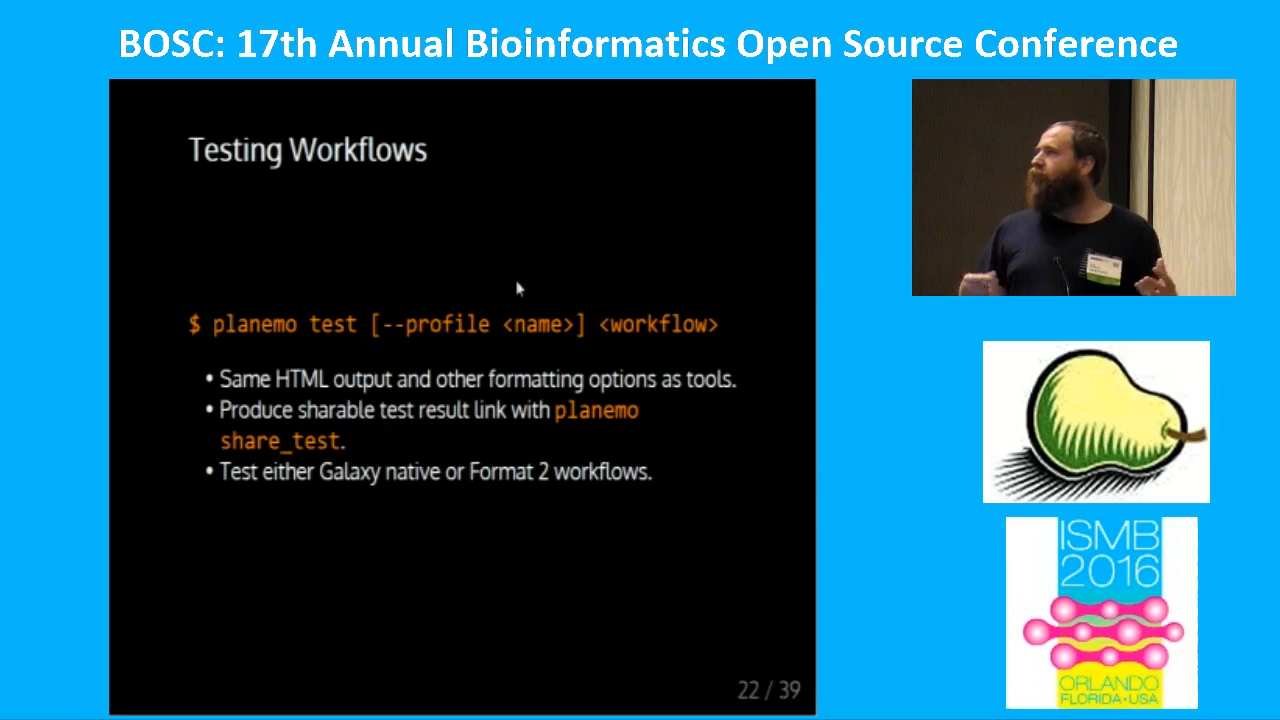 BOSC: 17th Annual Bioinformatics Open Source Conference
Testing Workflows
$ planemo test [--profile <name>] <workflow>
• Same HTML output and other formatting options as tools.
• Produce sharable test result link with planemo
share_test.
• Test either Galaxy native or Format 2 workflows.
22 / 39
ISMB
2016
ORLANDO
FLORIDA•USA